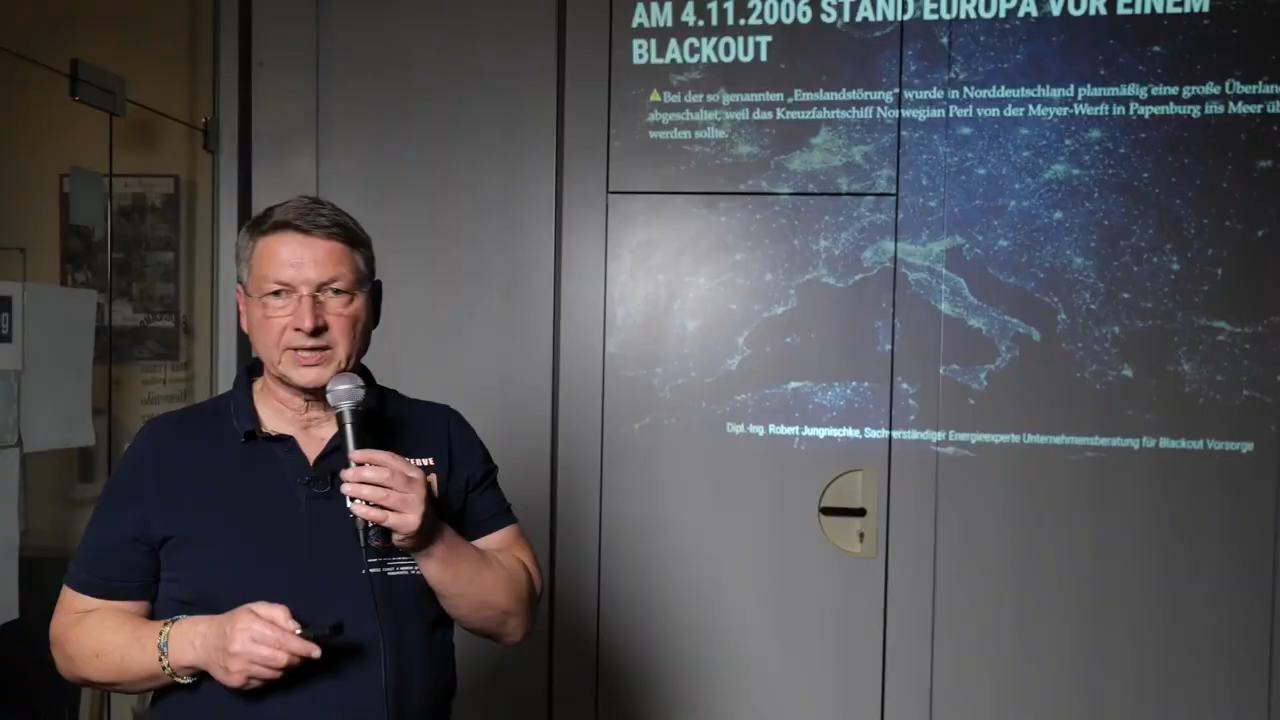 AM 4.11.2006 STAND EUROPA VOR EINEM
BLACKOUT
⚠Bei der so genannten „Emslandstörung“ wurde in Norddeutschland planmäßig eine große Überlan
abgeschaltet, weil das Kreuzfahrtschiff Norwegian Perl von der Meyer-Werft in Papenburg ins Meer üb
werden sollte.
Dipl.-Ing. Robert Jungnischke, Sachverständiger Energieexperte Unternehmensberatung für Blackout Vorsorge